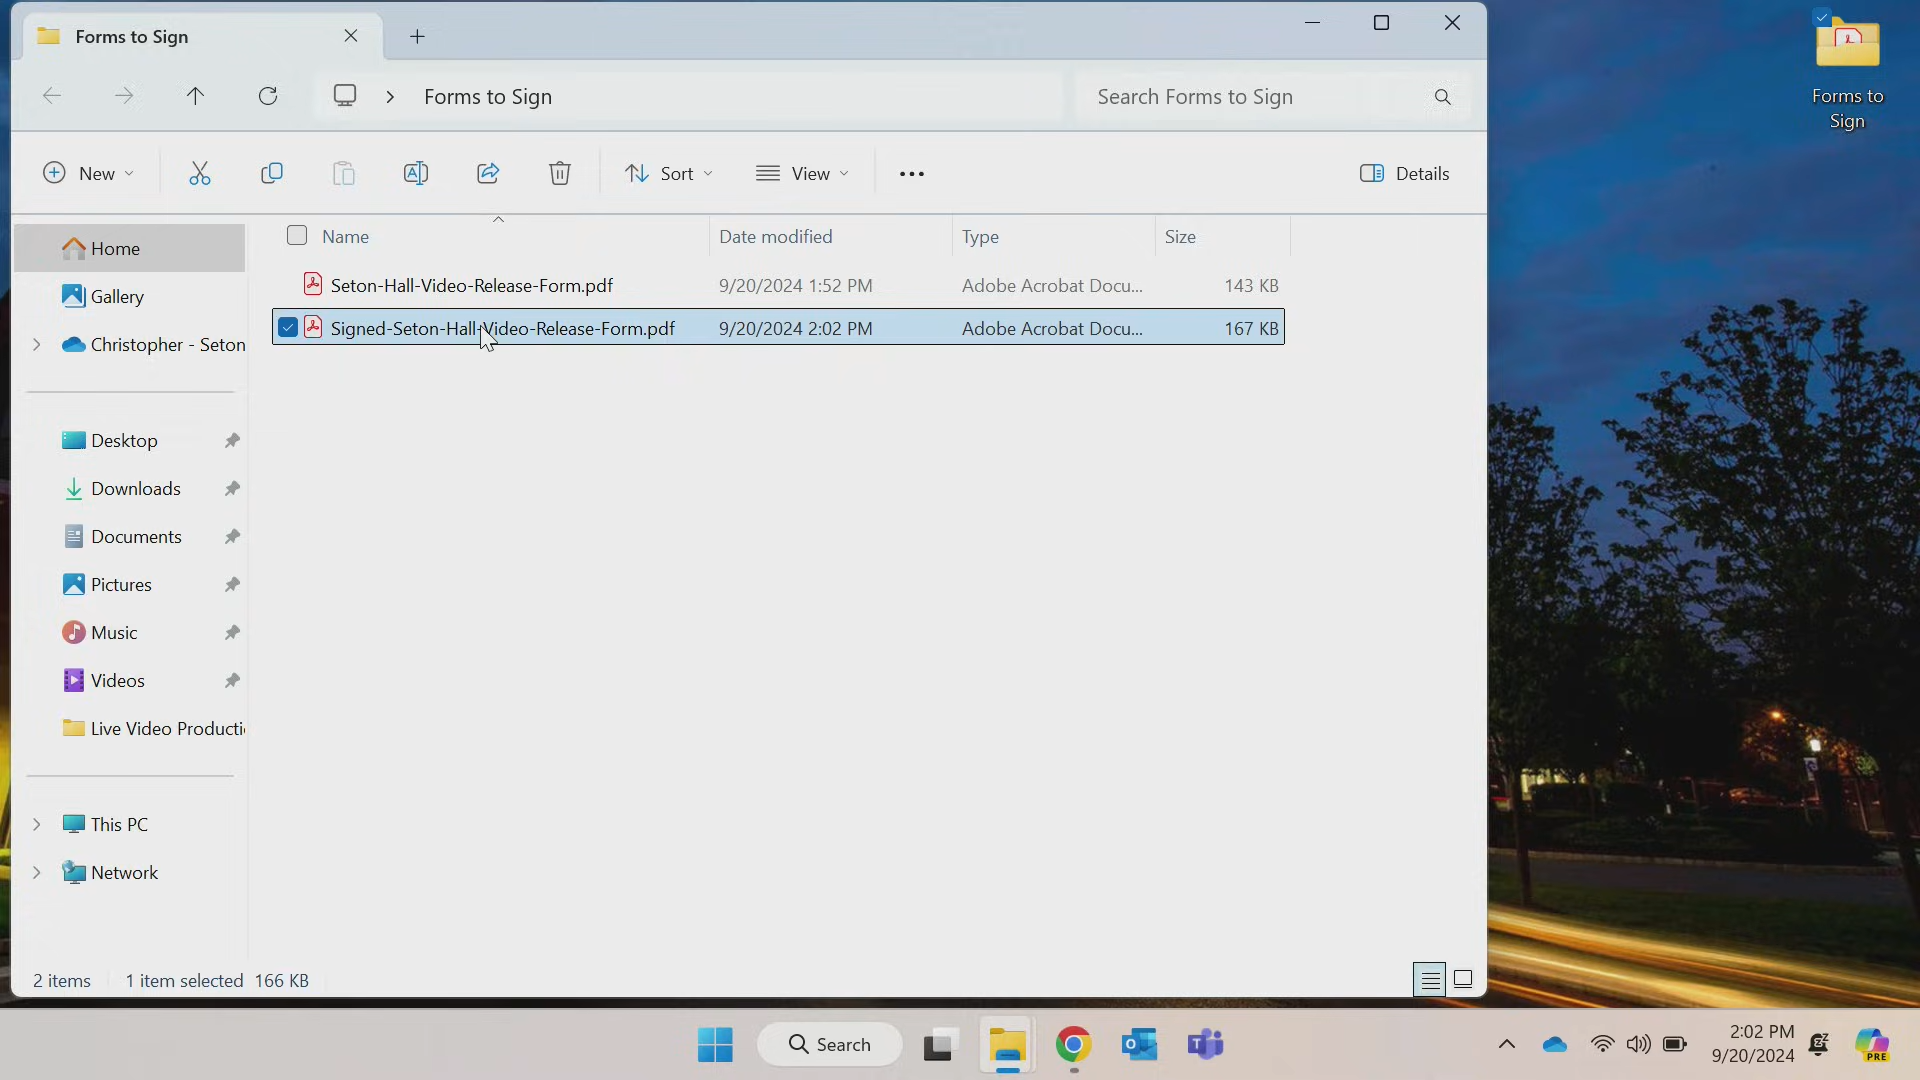 Forms to Sign
Forms to Sign
Search Forms to Sign
New
Sort
View
Details
Name
Date modified
Type
Size
Seton-Hall-Video-Release-Form.pdf
9/20/2024 1:52 PM
Adobe Acrobat Docu...
143 KB
Signed-Seton-Hall-Video-Release-Form.pdf
9/20/2024 2:02 PM
Adobe Acrobat Docu...
167 KB
Home
Gallery
Christopher - Seton
Desktop
Downloads
Documents
Pictures
Music
Videos
Live Video Producti
This PC
Network
2 items
1 item selected 166 KB
Forms to
Sign
Search
2:02 PM
9/20/2024
PRE